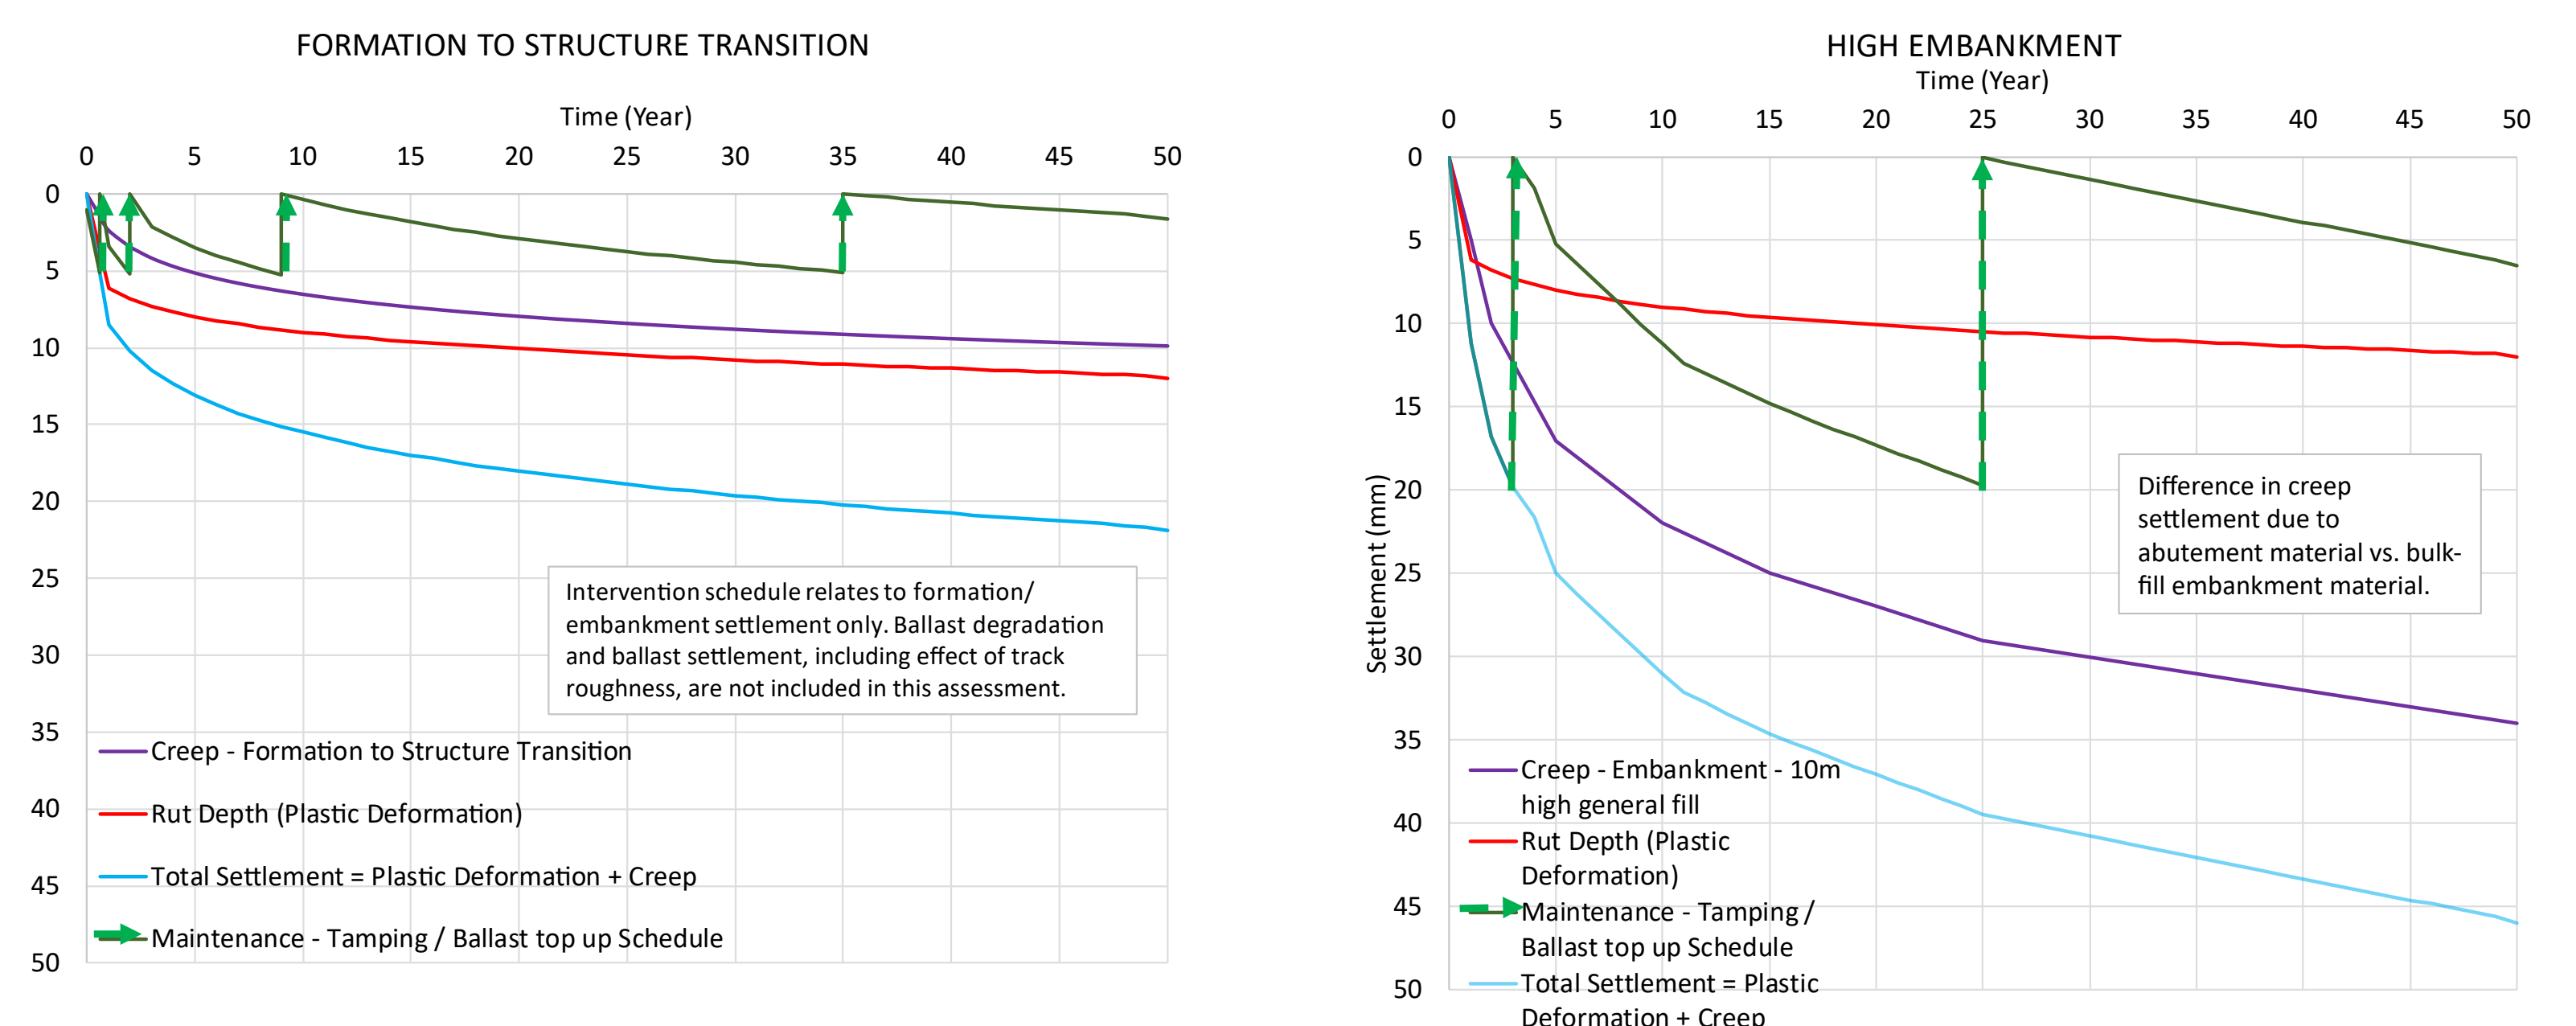 FORMATION TO STRUCTURE TRANSITION
Time (Year)
0 5 10 15 20 25 30 35 40 45 50
0
5
10
15
20
25
30
35
40
45
50
Intervention schedule relates to formation/
embankment settlement only. Ballast degradation
and ballast settlement, including effect of track
roughness, are not included in this assessment.
Creep - Formation to Structure Transition
Rut Depth (Plastic Deformation)
Total Settlement = Plastic Deformation + Creep
Maintenance - Tamping / Ballast top up Schedule
HIGH EMBANKMENT
Time (Year)
0 5 10 15 20 25 30 35 40 45 50
Settlement (mm)
0
5
10
15
20
25
30
35
40
45
50
Difference in creep
settlement due to
abutement material vs. bulk-
fill embankment material.
Creep - Embankment - 10m
high general fill
Rut Depth (Plastic
Deformation)
Maintenance - Tamping /
Ballast top up Schedule
Total Settlement = Plastic
Deformation + Creep